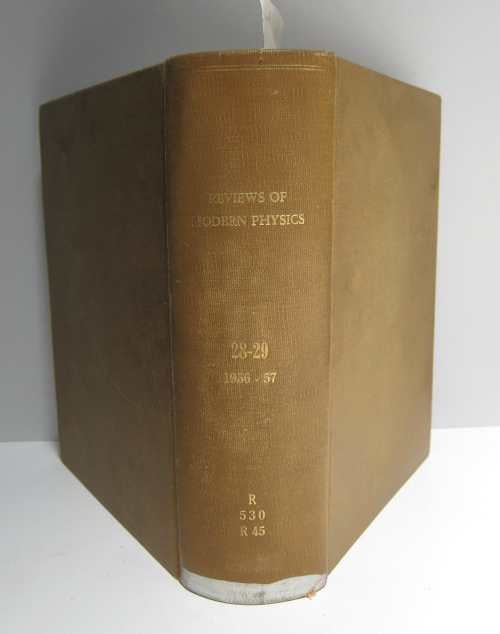 REVIEWS OF
MODERN PHYSICS
28-29
1956 - 57
R
530
R 45